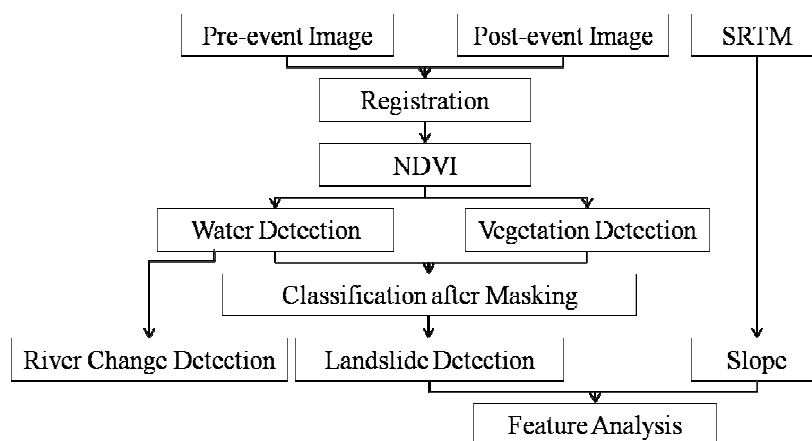 Pre-event Image
Post-event Image
SRTM
Registration
NDVI
Water Detection
Vegetation Detection
Classification after Masking
River Change Detection
Landslide Detection
Slope
Feature Analysis